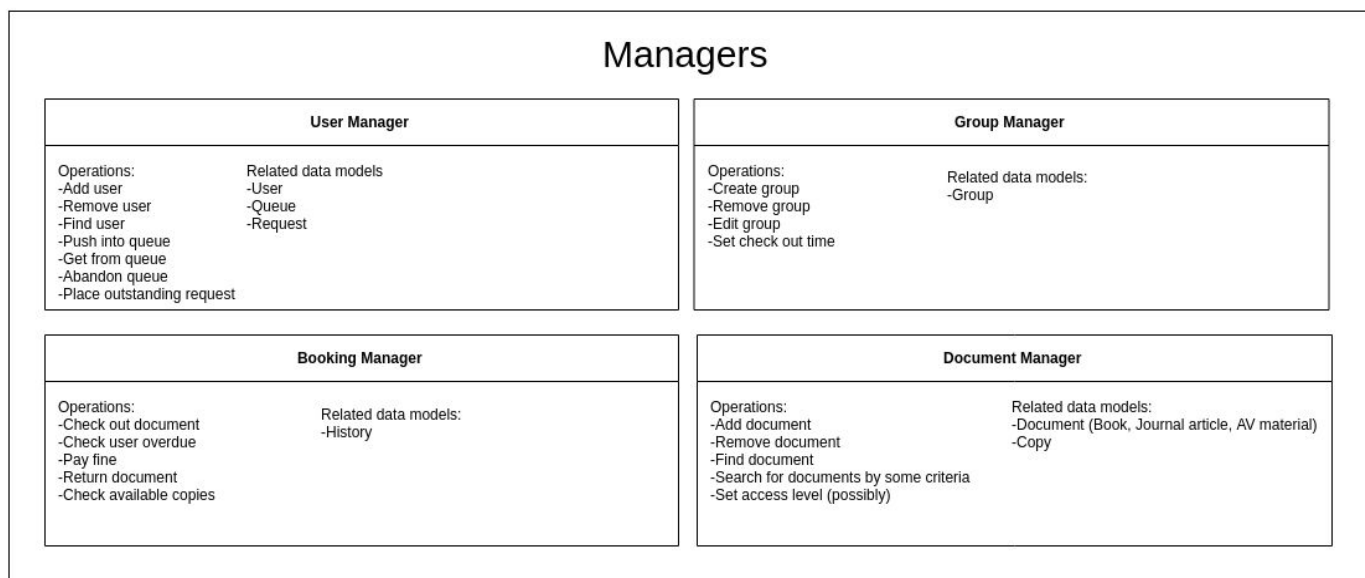 Managers
User Manager
Operations:
-Add user
-Remove user
-Find user
-Push into queue
-Get from queue
-Abandon queue
-Place outstanding request
Related data models
-User
-Queue
-Request
Group Manager
Operations:
-Create group
-Remove group
-Edit group
-Set check out time
Related data models:
-Group
Booking Manager
Operations:
-Check out document
-Check user overdue
-Pay fine
-Return document
-Check available copies
Related data models:
-History
Document Manager
Operations:
-Add document
-Remove document
-Find document
-Search for documents by some criteria
-Set access level (possibly)
Related data models:
-Document (Book, Journal article, AV material)
-Copy